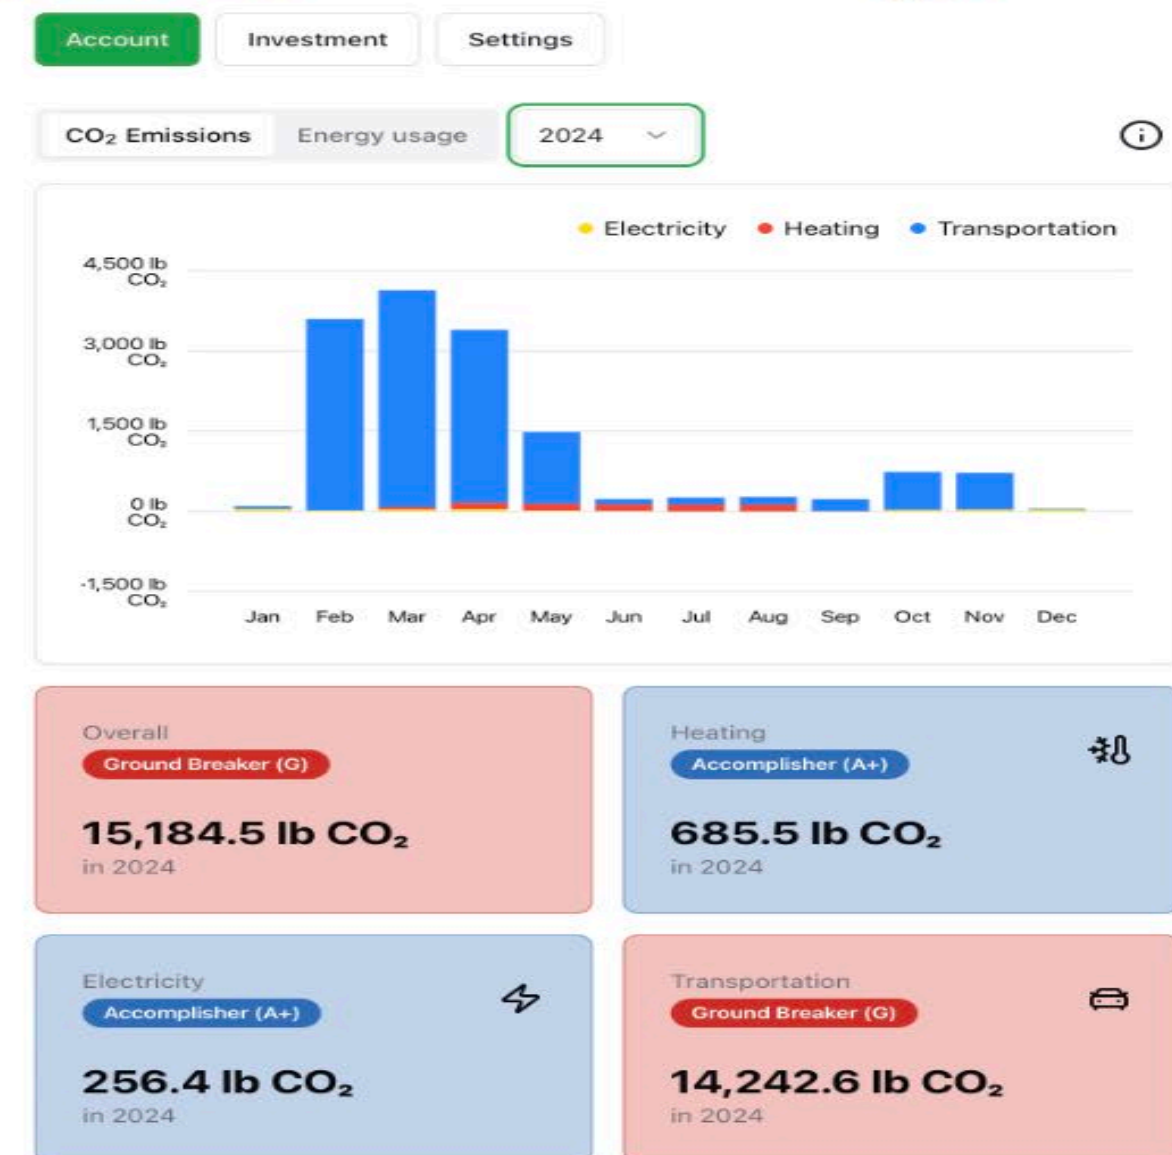 Account Investment Settings
CO₂ Emissions Energy usage 2024
Electricity Heating Transportation
4,500 lb
CO₂
3,000 lb
CO₂
1,500 lb
CO₂
0 lb
CO₂
-1,500 lb
CO₂
Jan Feb Mar Apr May Jun Jul Aug Sep Oct Nov Dec
Overall
Ground Breaker (G)
15,184.5 lb CO₂
in 2024
Heating
Accomplisher (A+)
685.5 lb CO₂
in 2024
Electricity
Accomplisher (A+)
256.4 lb CO₂
in 2024
Transportation
Ground Breaker (G)
14,242.6 lb CO₂
in 2024